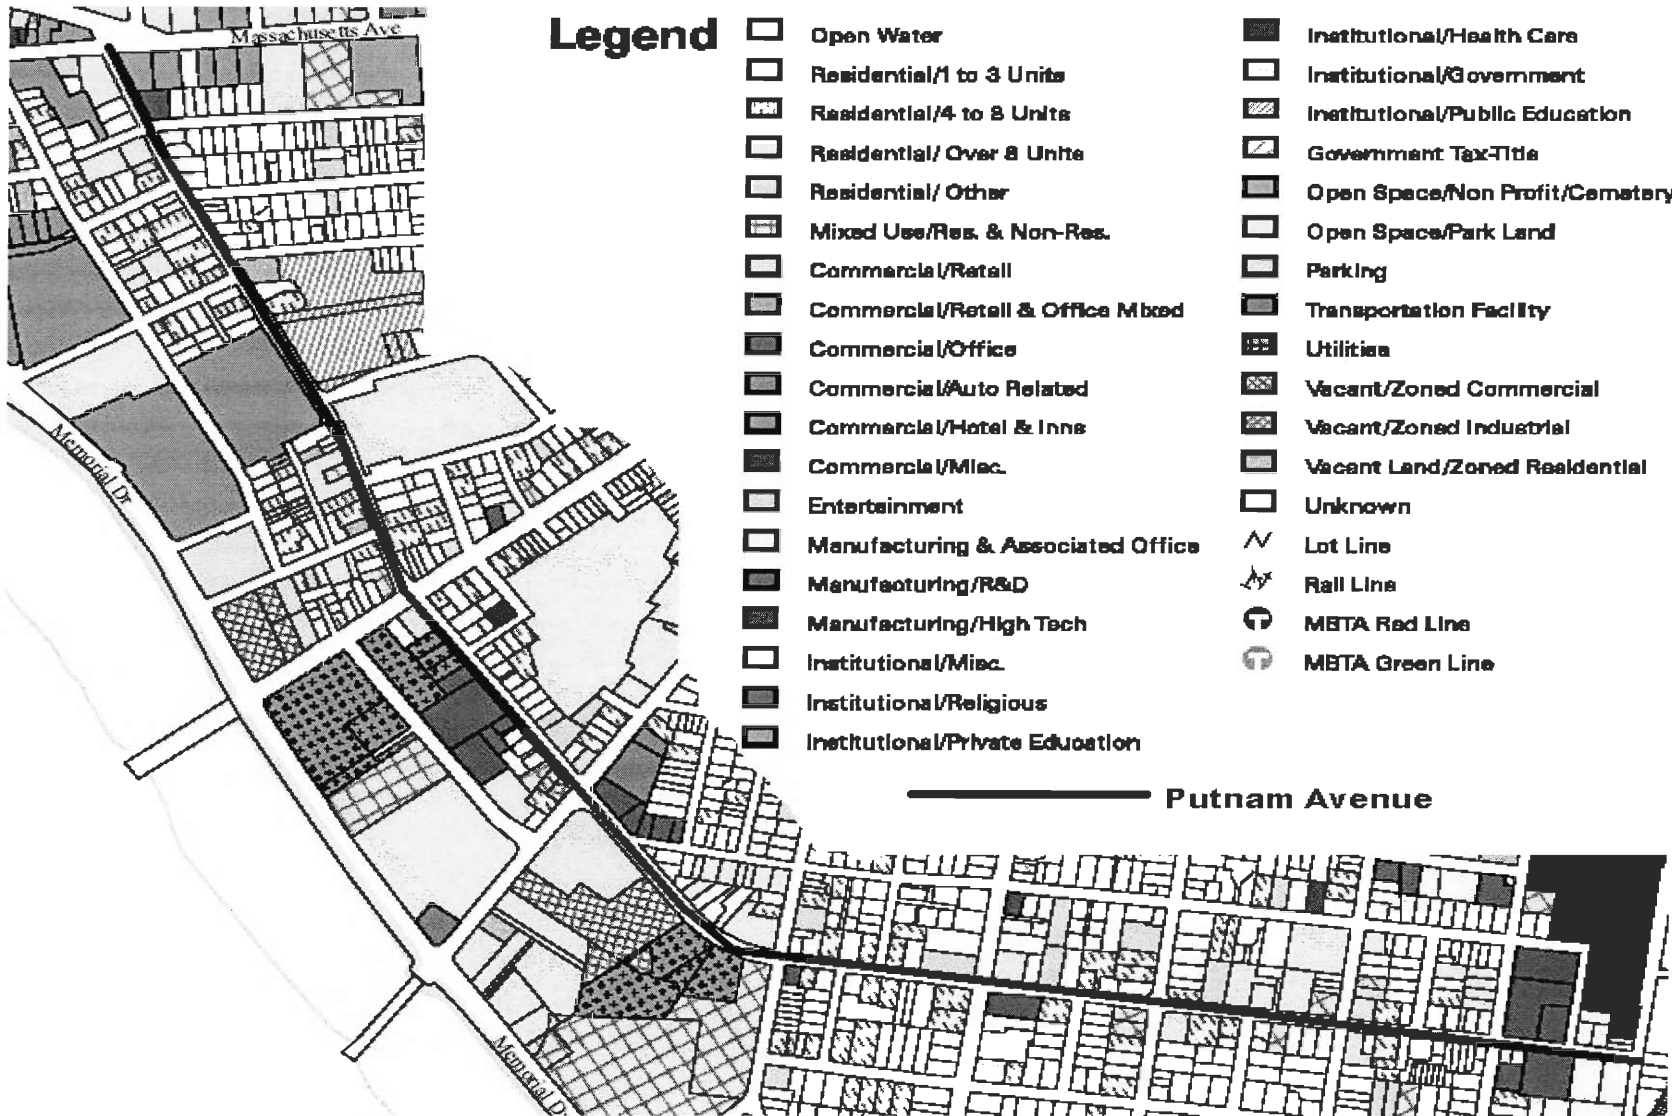 Legend
Open Water
Residential/1 to 3 Units
Residential/4 to 8 Units
Residential/ Over 8 Units
Residential/ Other
Mixed Use/Res. & Non-Res.
Commercial/Retail
Commercial/Retail & Office Mixed
Commercial/Office
Commercial/Auto Related
Commercial/Hotel & Inns
Commercial/Misc.
Entertainment
Manufacturing & Associated Office
Manufacturing/R&D
Manufacturing/High Tech
Institutional/Misc.
Institutional/Religious
Institutional/Private Education
Institutional/Health Care
Institutional/Government
Institutional/Public Education
Government Tax-Title
Open Space/Non Profit/Cemetery
Open Space/Park Land
Parking
Transportation Facility
Utilities
Vacant/Zoned Commercial
Vacant/Zoned Industrial
Vacant Land/Zoned Residential
Unknown
Lot Line
Rail Line
MBTA Red Line
MBTA Green Line
Putnam Avenue
Massachusetts Ave
Memorial Dr
Memorial Dr